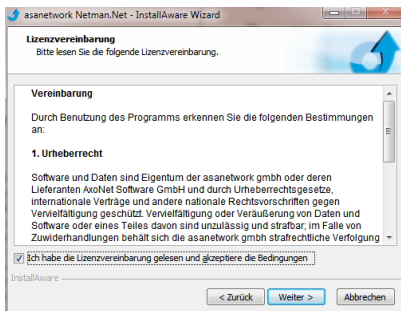 asanetwork Netman.Net - InstallAware Wizard
Lizenzvereinbarung
Bitte lesen Sie die folgende Lizenzvereinbarung.
Vereinbarung
Durch Benutzung des Programms erkennen Sie die folgenden Bestimmungen
an:
1. Urheberrecht
Software und Daten sind Eigentum der asanetwork gmbh oder deren
Lieferanten AxoNet Software GmbH und durch Urheberrechtsgesetze,
internationale Verträge und andere nationale Rechtsvorschriften gegen
Vervielfältigung geschützt. Vervielfältigung oder Veräußerung von Daten und
Software oder eines Teiles davon sind unzulässig und strafbar; im Falle von
Zuwiderhandlungen behält sich die asanetwork gmbh strafrechtliche Verfolgung
Ich habe die Lizenzvereinbarung gelesen und akzeptiere die Bedingungen
InstallAware
< Zurück Weiter > Abbrechen